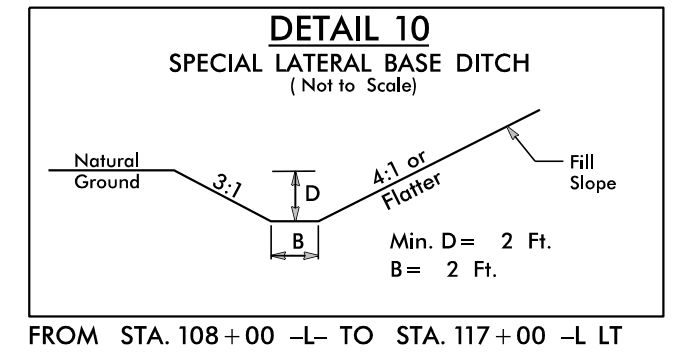 DETAIL 10
SPECIAL LATERAL BASE DITCH
( Not to Scale)
Natural
Ground
3:1
D
B
4:1 or
Flatter
Fill
Slope
Min. D= 2 Ft.
B= 2 Ft.
FROM STA. 108+00 -L- TO STA. 117+00 -L LT